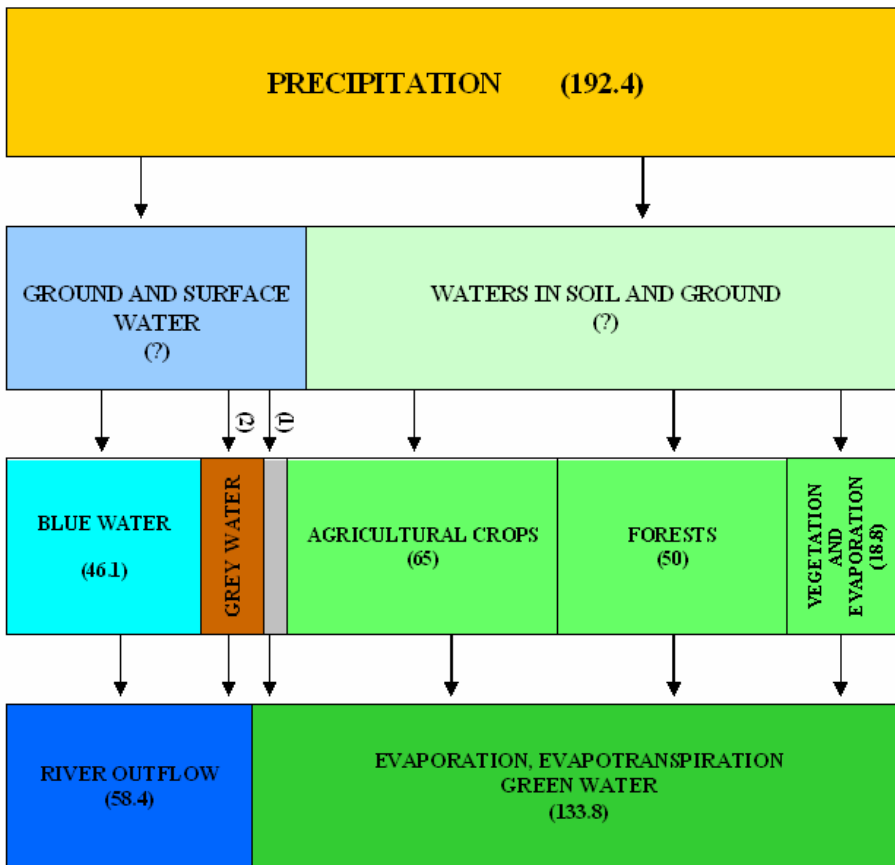 PRECIPITATION (192.4)
GROUND AND SURFACE
WATER
(?)
WATERS IN SOIL AND GROUND
(?)
(2)
(1)
BLUE WATER
(46.1)
GREY WATER
AGRICULTURAL CROPS
(65)
FORESTS
(50)
VEGETATION
AND
EVAPORATION
(18.8)
RIVER OUTFLOW
(58.4)
EVAPORATION, EVAPOTRANSPIRATION
GREEN WATER
(133.8)